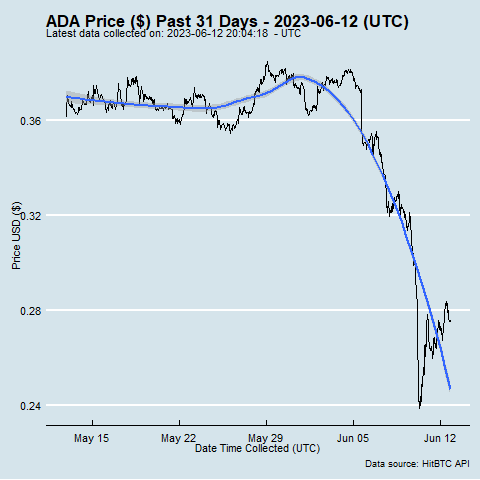 ADA Price ($) Past 31 Days - 2023-06-12 (UTC)
Latest data collected on: 2023-06-12 20:04:18 - UTC
Price USD ($)
0.36
0.32
0.28
0.24
May 15
May 22
May 29
Jun 05
Jun 12
Date Time Collected (UTC)
Data source: HitBTC API